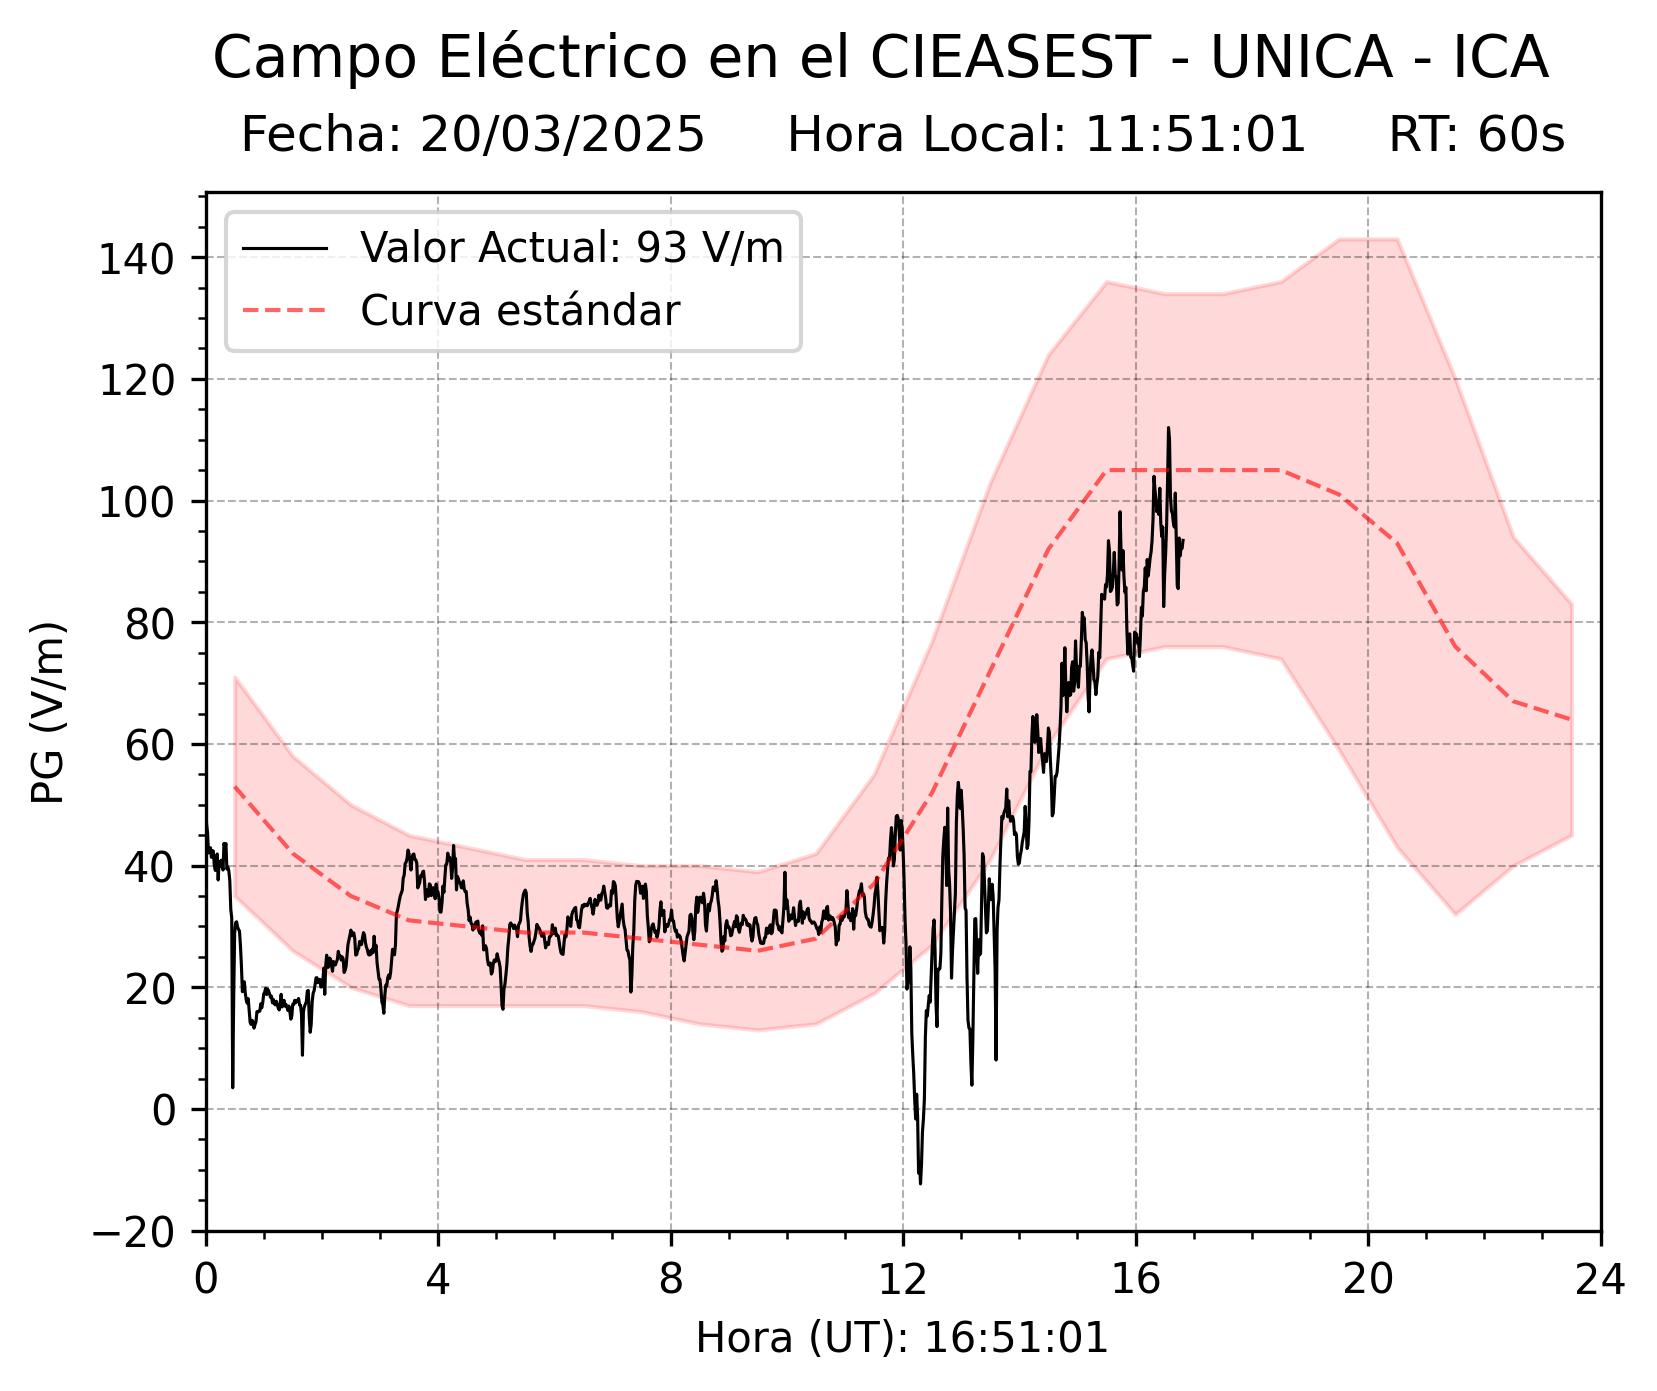 Campo Eléctrico en el CIEASEST - UNICA - ICA
Fecha: 20/03/2025 Hora Local: 11:51:01 RT: 60s
Valor Actual: 93 V/m
Curva estándar
PG (V/m)
140
120
100
80
60
40
20
0
−20
0 4 8 12 16 20 24
Hora (UT): 16:51:01